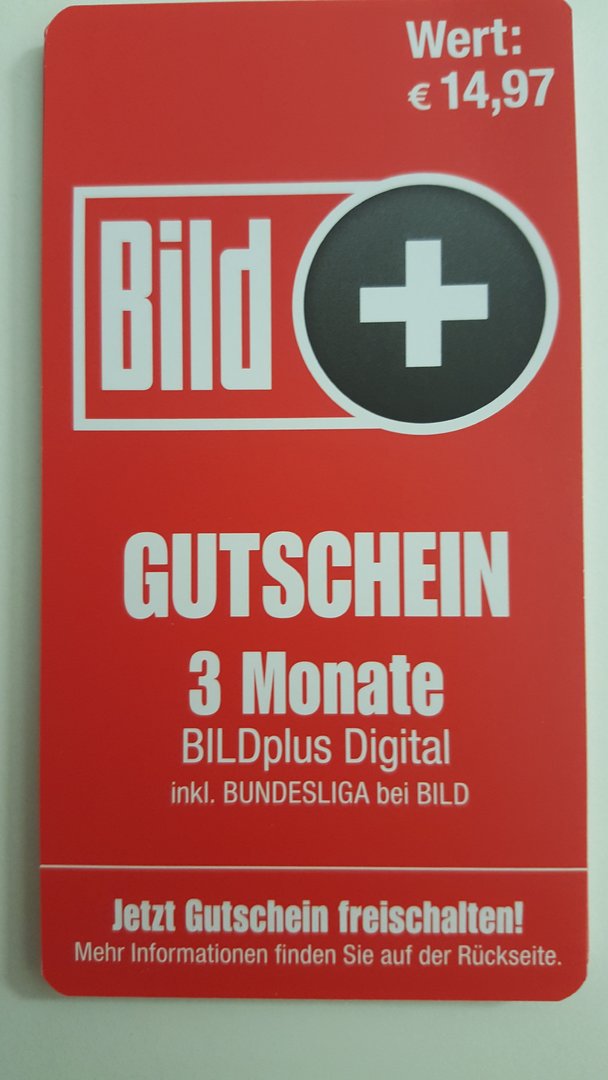 Wert:
€ 14,97
Bild +
GUTSCHEIN
3 Monate
BILDplus Digital
inkl. BUNDESLIGA bei BILD
Jetzt Gutschein freischalten!
Mehr Informationen finden Sie auf der Rückseite.